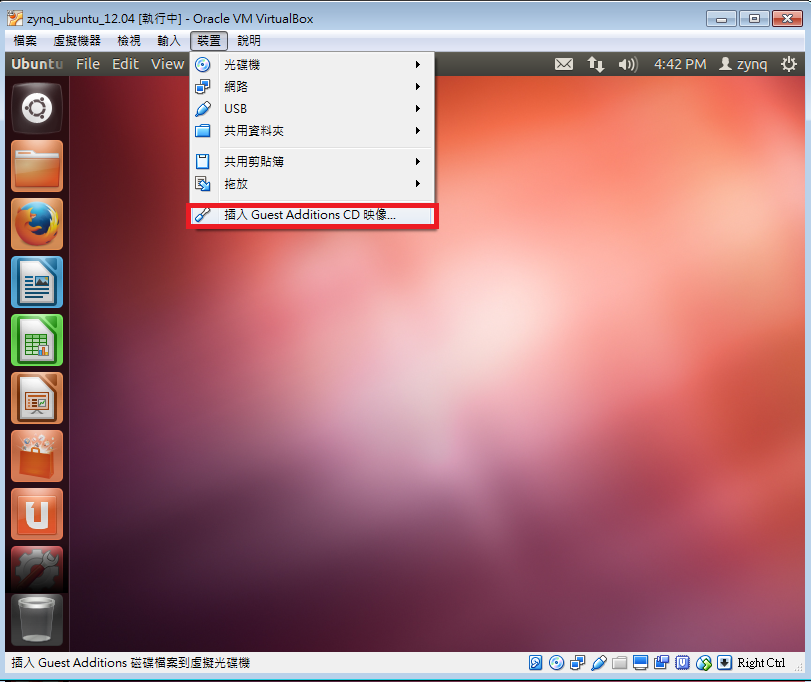 zynq_ubuntu_12.04 [執行中] - Oracle VM VirtualBox
檔案 虛擬機器 檢視 輸入 裝置 說明
Ubuntu File Edit View 4:42 PM zynq
光碟機
網路
USB
共用資料夾
共用剪貼簿
拖放
插入 Guest Additions CD 映像...
插入 Guest Additions 磁碟檔案到虛擬光碟機 Right Ctrl